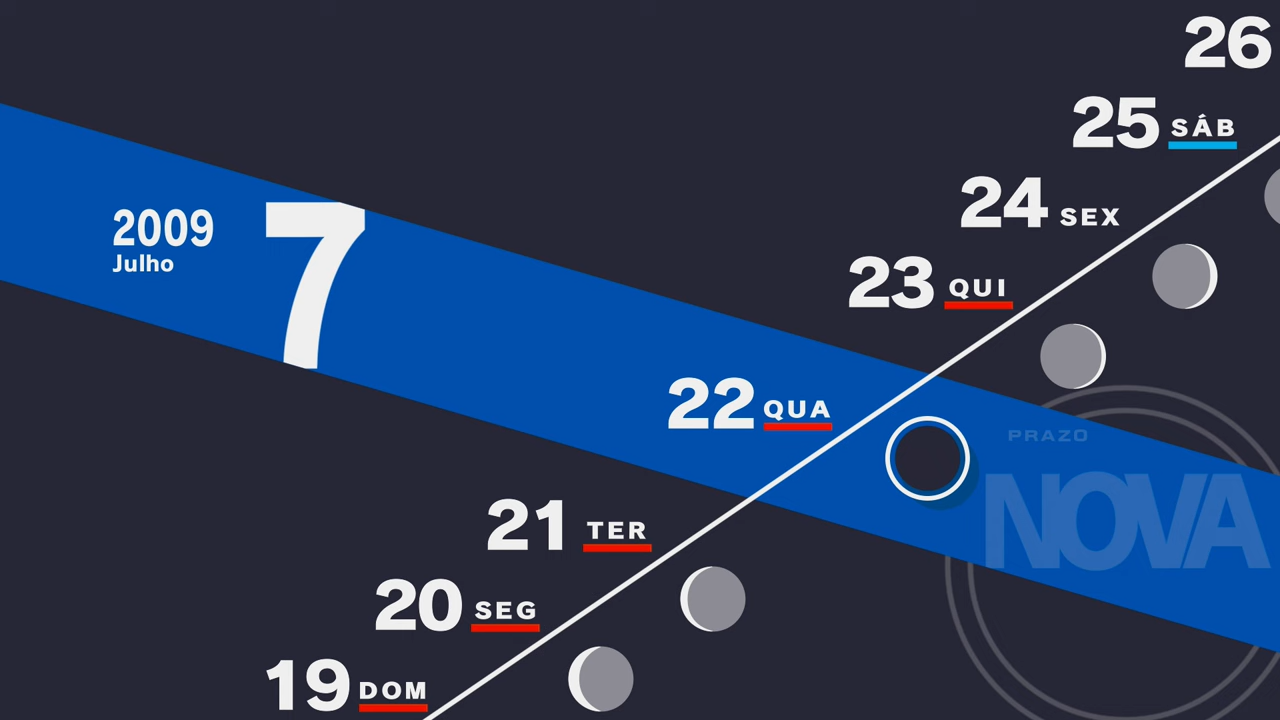 26
25 SÁB
24 SEX
2009
Julho
7
23 QUI
22 QUA
PRAZO
NOVA
21 TER
20 SEG
19 DOM